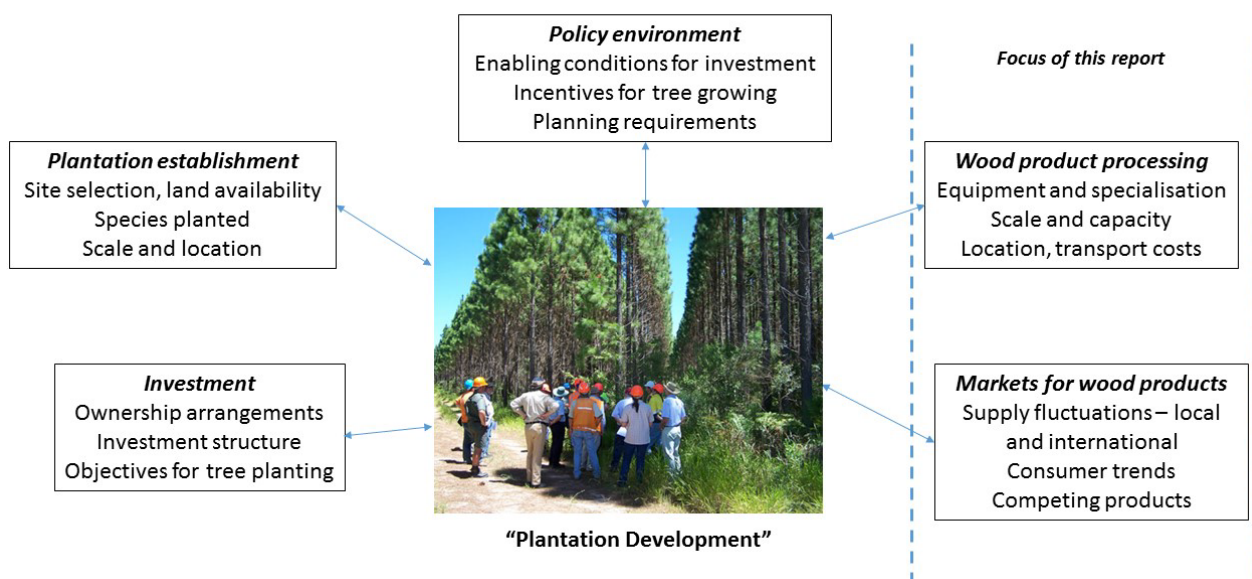 Policy environment
Enabling conditions for investment
Incentives for tree growing
Planning requirements
Focus of this report
Plantation establishment
Site selection, land availability
Species planted
Scale and location
Wood product processing
Equipment and specialisation
Scale and capacity
Location, transport costs
Investment
Ownership arrangements
Investment structure
Objectives for tree planting
Markets for wood products
Supply fluctuations – local
and international
Consumer trends
Competing products
“Plantation Development”